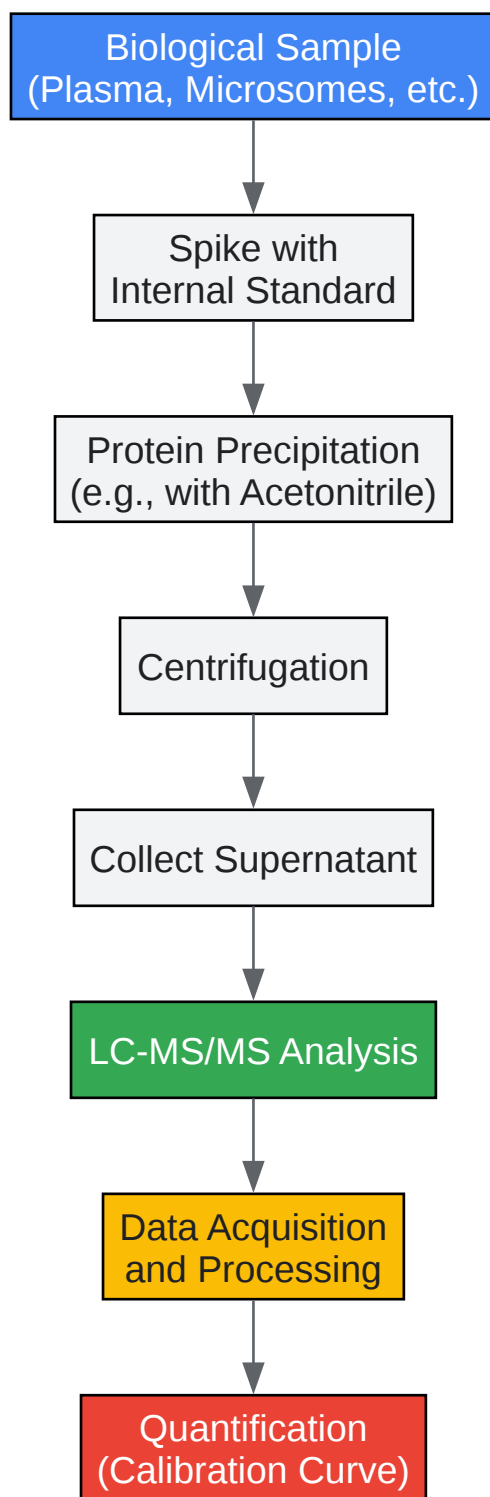 Biological Sample
(Plasma, Microsomes, etc.)
Spike with
Internal Standard
Protein Precipitation
(e.g., with Acetonitrile)
Centrifugation
Collect Supernatant
LC-MS/MS Analysis
Data Acquisition
and Processing
Quantification
(Calibration Curve)